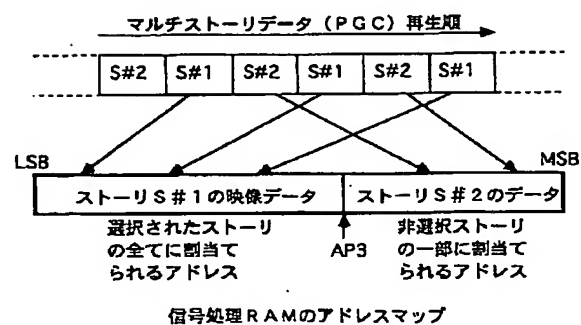 マルチストーリデータ（PGC）再生順
S#2 S#1 S#2 S#1 S#2 S#1
LSB MSB
ストーリS#1の映像データ ストーリS#2のデータ
選択されたストーリ
の全てに割当て
られるアドレス
AP3
非選択ストーリ
の一部に割当て
られるアドレス
信号処理RAMのアドレスマップ